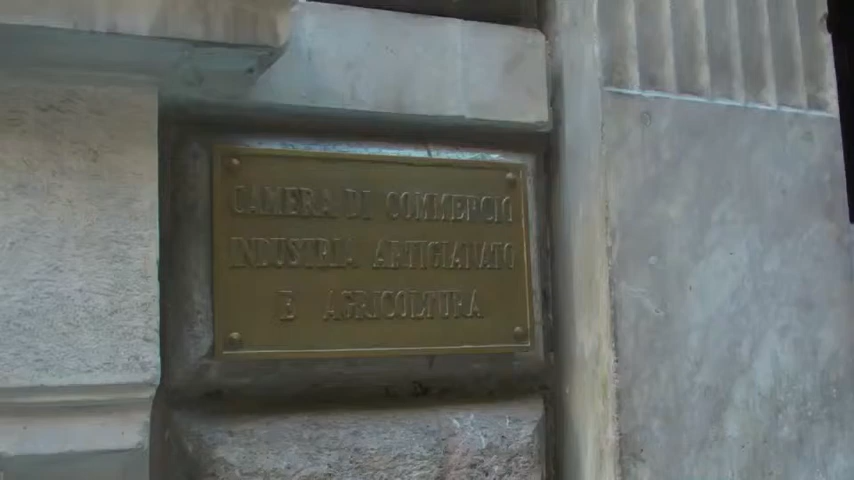 CAMERA DI COMMERCIO
INDUSTRIA ARTIGIANATO
E AGRICOLTURA